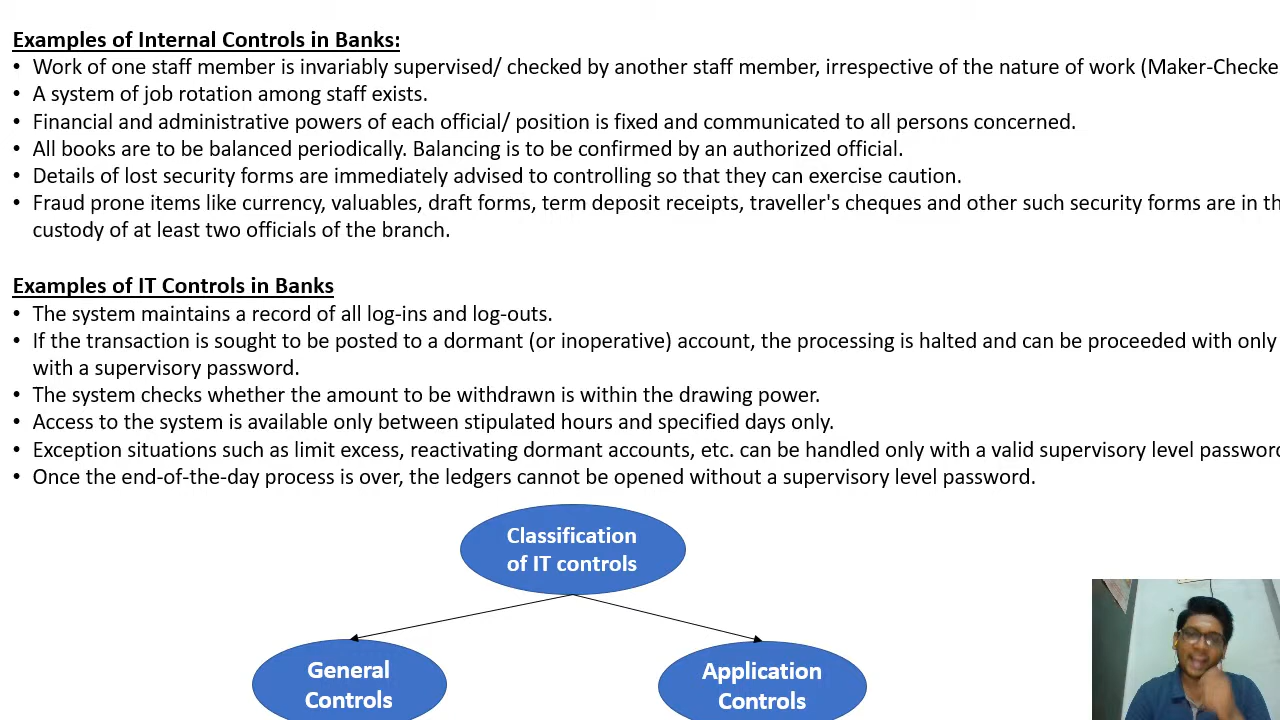 Examples of Internal Controls in Banks:
• Work of one staff member is invariably supervised/ checked by another staff member, irrespective of the nature of work (Maker-Checke
• A system of job rotation among staff exists.
• Financial and administrative powers of each official/ position is fixed and communicated to all persons concerned.
• All books are to be balanced periodically. Balancing is to be confirmed by an authorized official.
• Details of lost security forms are immediately advised to controlling so that they can exercise caution.
• Fraud prone items like currency, valuables, draft forms, term deposit receipts, traveller's cheques and other such security forms are in th
custody of at least two officials of the branch.
Examples of IT Controls in Banks
• The system maintains a record of all log-ins and log-outs.
• If the transaction is sought to be posted to a dormant (or inoperative) account, the processing is halted and can be proceeded with only
with a supervisory password.
• The system checks whether the amount to be withdrawn is within the drawing power.
• Access to the system is available only between stipulated hours and specified days only.
• Exception situations such as limit excess, reactivating dormant accounts, etc. can be handled only with a valid supervisory level password
• Once the end-of-the-day process is over, the ledgers cannot be opened without a supervisory level password.
Classification
of IT controls
General
Controls
Application
Controls